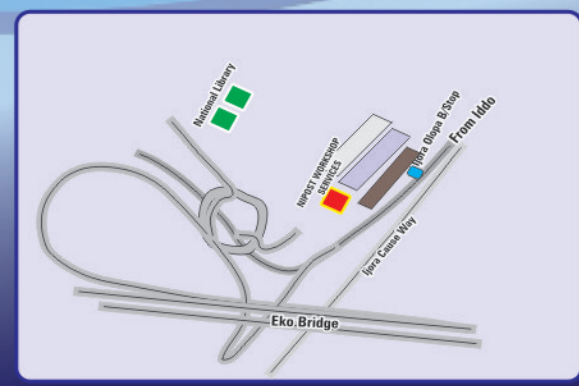 National Library
NIPOST WORKSHOP
SERVICES
Ijora Olopa B/Stop
From Iddo
Ijora Cause Way
Eko Bridge